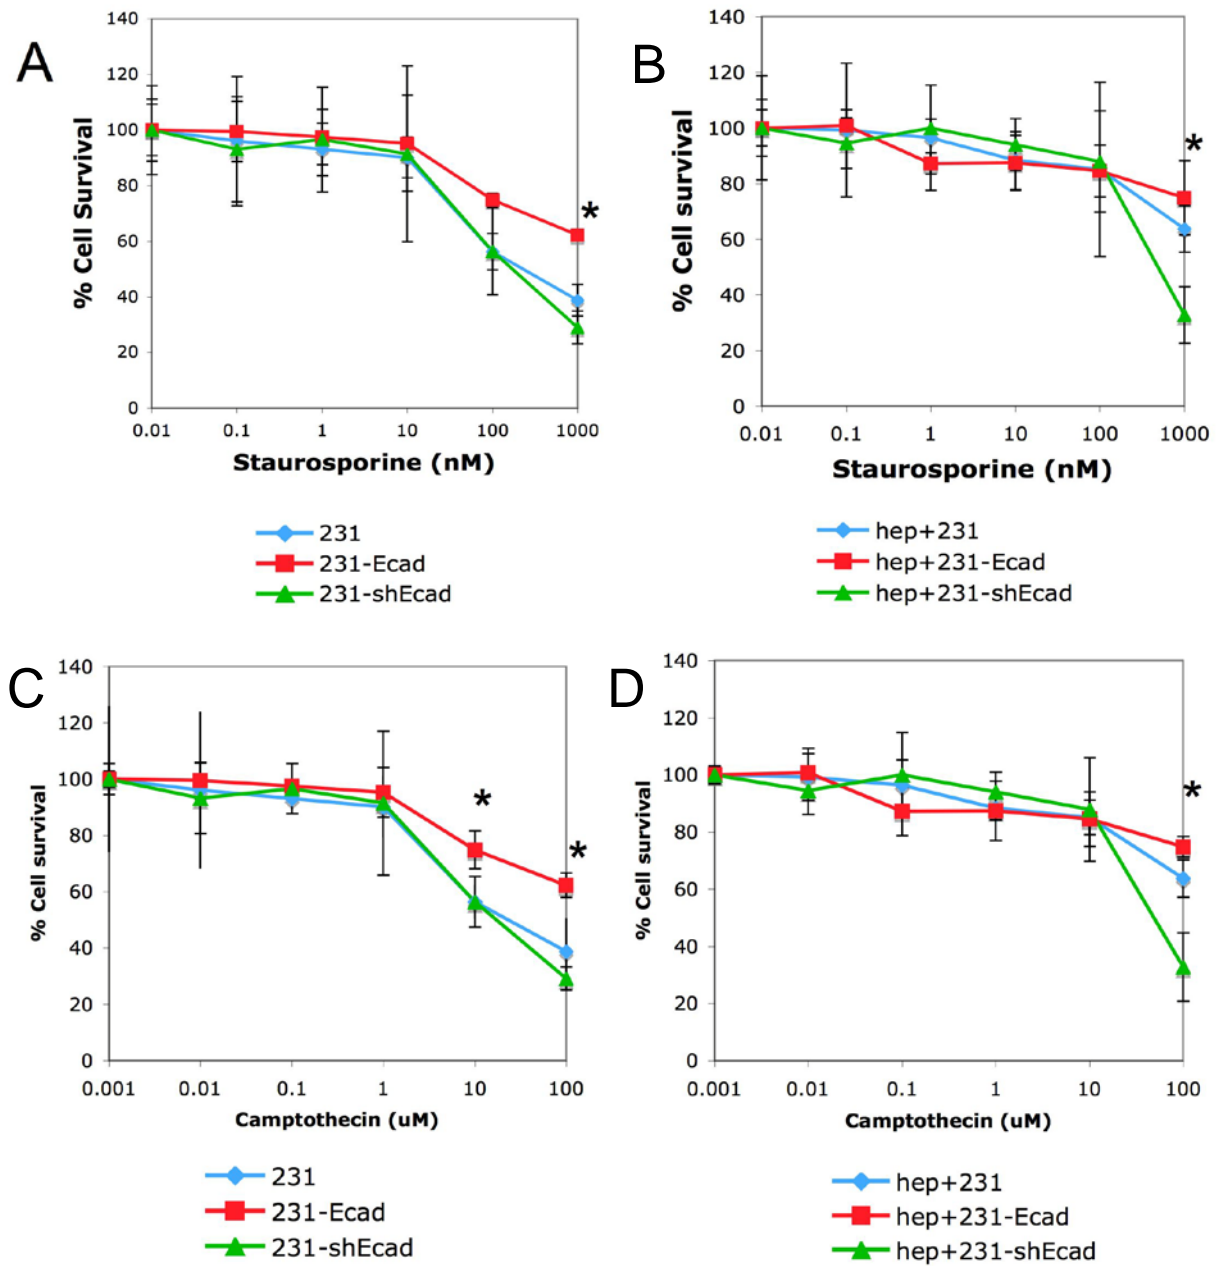 A
140
120
100
80
60
40
20
0
% Cell Survival
*
0.01 0.1 1 10 100 1000
Staurosporine (nM)
231
231-Ecad
231-shEcad
B
140
120
100
80
60
40
20
0
% Cell survival
*
0.01 0.1 1 10 100 1000
Staurosporine (nM)
hep+231
hep+231-Ecad
hep+231-shEcad
C
140
120
100
80
60
40
20
0
% Cell survival
*
*
0.001 0.01 0.1 1 10 100
Camptothecin (uM)
231
231-Ecad
231-shEcad
D
140
120
100
80
60
40
20
0
% Cell survival
*
0.001 0.01 0.1 1 10 100
Camptothecin (uM)
hep+231
hep+231-Ecad
hep+231-shEcad